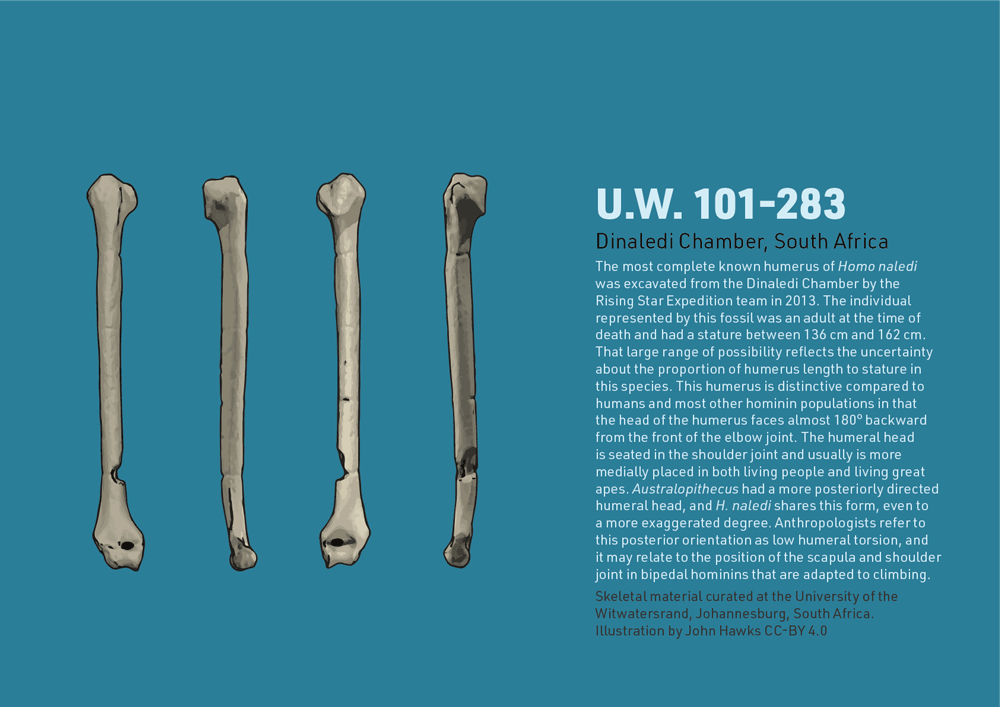 U.W. 101-283
Dinaledi Chamber, South Africa
The most complete known humerus of Homo naledi
was excavated from the Dinaledi Chamber by the
Rising Star Expedition team in 2013. The individual
represented by this fossil was an adult at the time of
death and had a stature between 136 cm and 162 cm.
That large range of possibility reflects the uncertainty
about the proportion of humerus length to stature in
this species. This humerus is distinctive compared to
humans and most other hominin populations in that
the head of the humerus faces almost 180° backward
from the front of the elbow joint. The humeral head
is seated in the shoulder joint and usually is more
medially placed in both living people and living great
apes. Australopithecus had a more posteriorly directed
humeral head, and H. naledi shares this form, even to
a more exaggerated degree. Anthropologists refer to
this posterior orientation as low humeral torsion, and
it may relate to the position of the scapula and shoulder
joint in bipedal hominins that are adapted to climbing.
Skeletal material curated at the University of the
Witwatersrand, Johannesburg, South Africa.
Illustration by John Hawks CC-BY 4.0